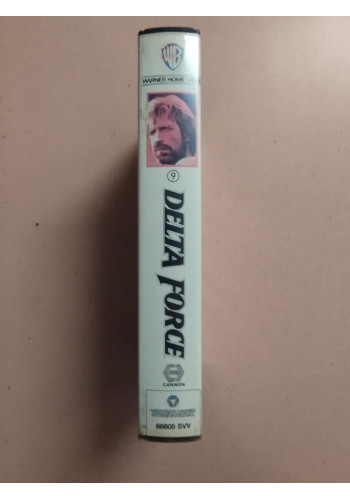 WB
WARNER HOME
9
DELTA FORCE
CANNON
66605 SVV